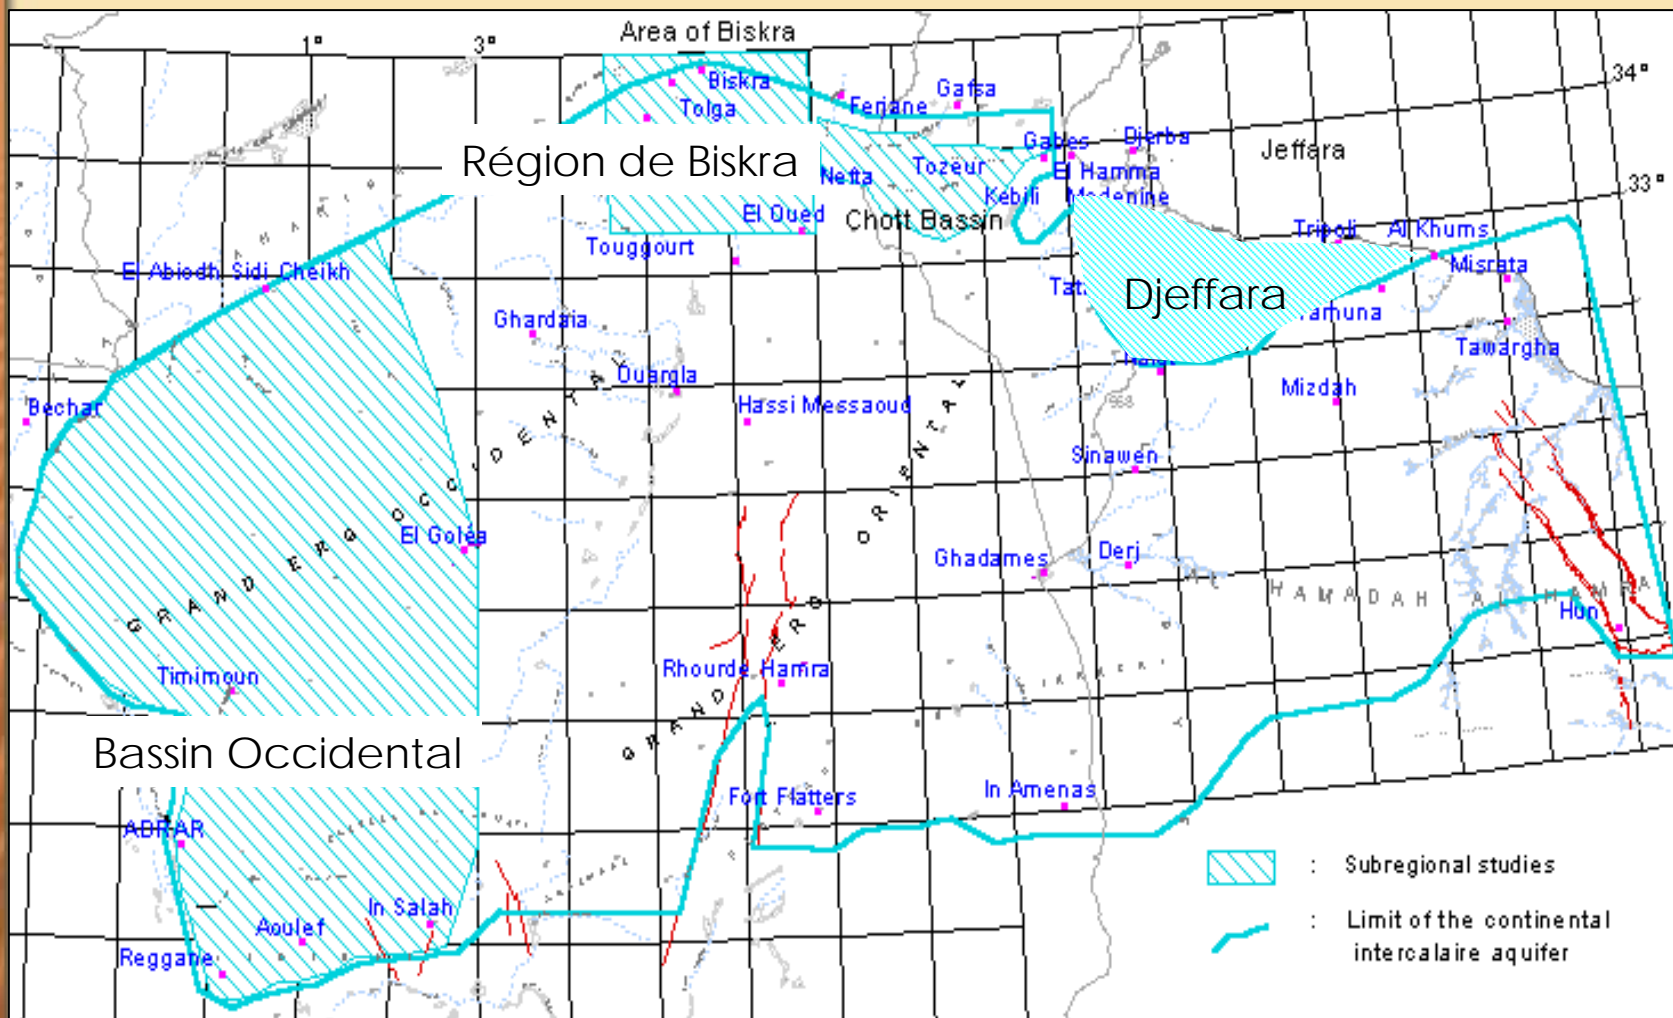 Area of Biskra
1°
3°
34°
Biskra
Tolga
Ferjane
Gafsa
Région de Biskra
Gabes
Djerba
Jeffara
Nefta
Tozeur
El Hamma
33°
Kebili
Medenine
El Oued
Chott Bassin
Tripoli
Al Khums
Touggourt
El Abiodh Sidi Cheikh
Misrata
Djeffara
Ghardaia
Tawargha
Ouargla
Mizdah
Bechar
Hassi Messaoud
Sinawen
El Goléa
GRAND ERG OCCIDENTAL
Ghadames
Derj
HAMADAH AL HAMRA
Hun
GRAND ERG ORIENTAL
Timimoun
Rhourde Hamra
Bassin Occidental
Fort Flatters
In Amenas
ADRAR
: Subregional studies
In Salah
Aoulef
: Limit of the continental
intercalaire aquifer
Reggane